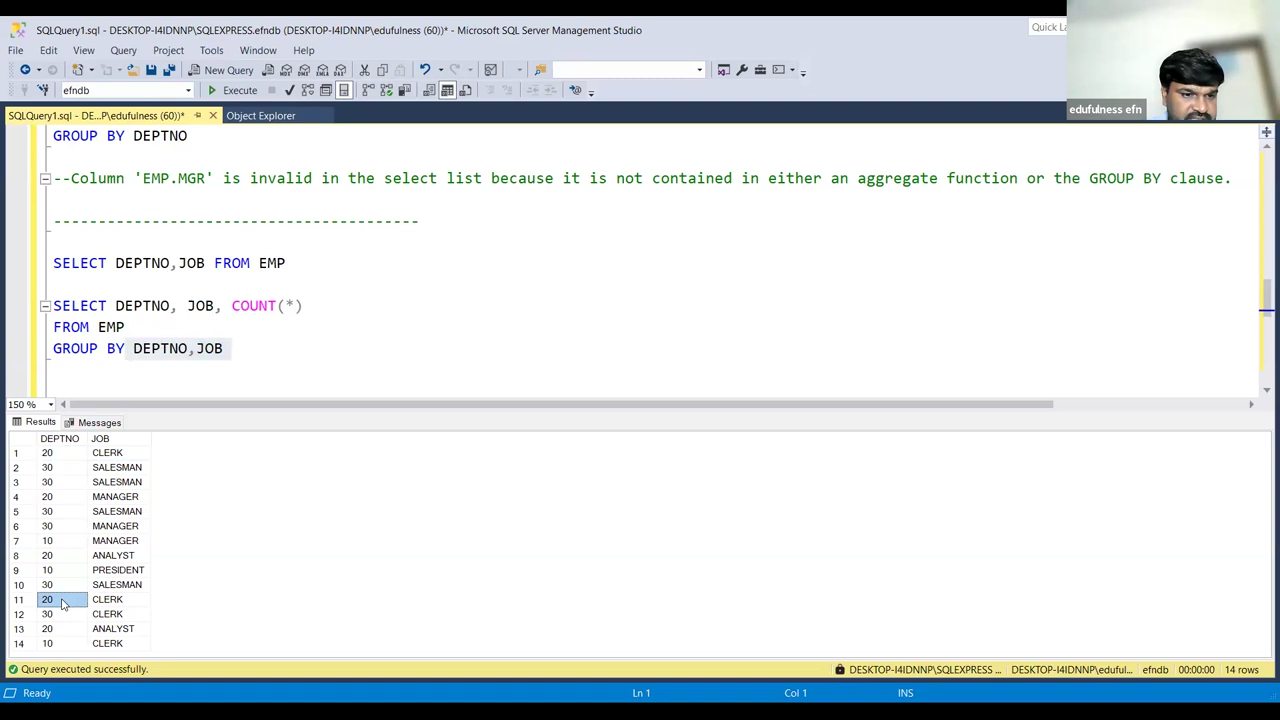 SQLQuery1.sql - DESKTOP-I4IDNNP\SQLEXPRESS.efndb (DESKTOP-I4IDNNP\edufulness (60))* - Microsoft SQL Server Management Studio
Quick La
File Edit View Query Project Tools Window Help
New Query
efndb Execute
SQLQuery1.sql - DE...P\edufulness (60))* Object Explorer
edufulness efn
GROUP BY DEPTNO
--Column 'EMP.MGR' is invalid in the select list because it is not contained in either an aggregate function or the GROUP BY clause.
----------------------------------------
SELECT DEPTNO,JOB FROM EMP
SELECT DEPTNO, JOB, COUNT(*)
FROM EMP
GROUP BY DEPTNO,JOB
150 %
Results Messages
DEPTNO JOB
1 20 CLERK
2 30 SALESMAN
3 30 SALESMAN
4 20 MANAGER
5 30 SALESMAN
6 30 MANAGER
7 10 MANAGER
8 20 ANALYST
9 10 PRESIDENT
10 30 SALESMAN
11 20 CLERK
12 30 CLERK
13 20 ANALYST
14 10 CLERK
Query executed successfully. DESKTOP-I4IDNNP\SQLEXPRESS ... DESKTOP-I4IDNNP\eduful... efndb 00:00:00 14 rows
Ready Ln 1 Col 1 INS